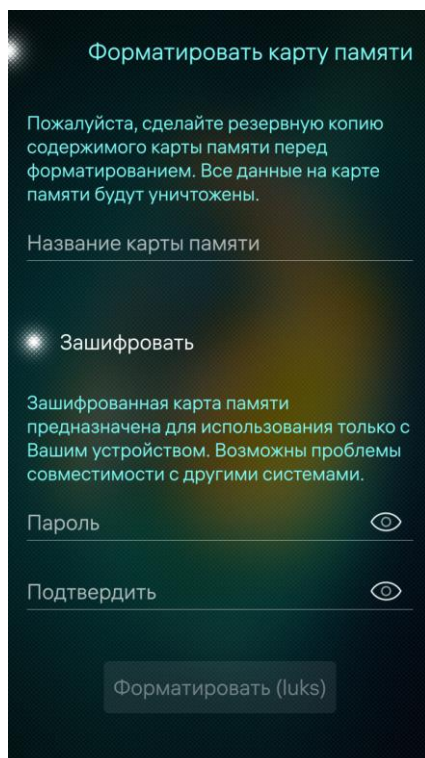 Форматировать карту памяти
Пожалуйста, сделайте резервную копию
содержимого карты памяти перед
форматированием. Все данные на карте
памяти будут уничтожены.
Название карты памяти
Зашифровать
Зашифрованная карта памяти
предназначена для использования только с
Вашим устройством. Возможны проблемы
совместимости с другими системами.
Пароль
Подтвердить
Форматировать (luks)